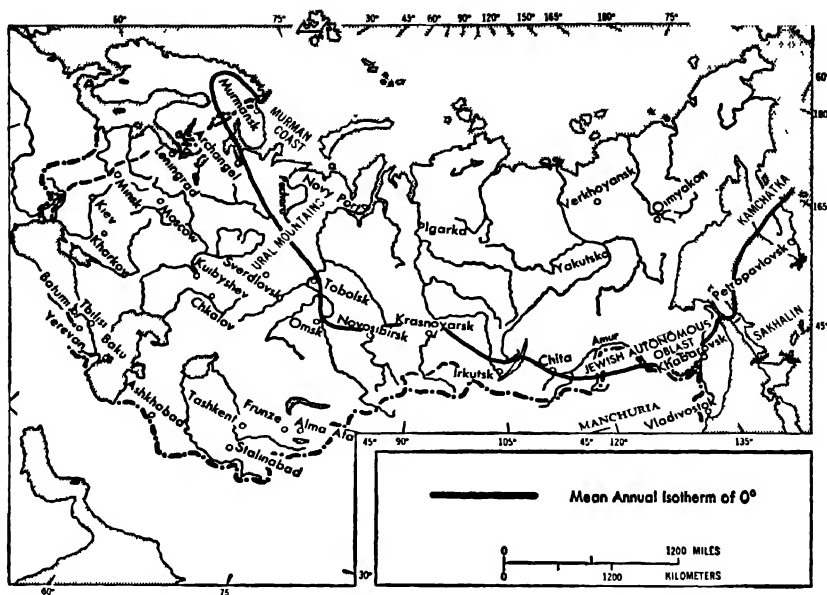 60° 75° 15° 30° 45° 60° 90° 120° 150° 165° 180° 75° 60°
60°
180°
165°
45°
Murmansk
MURMAN
COAST
Archangel
Leningrad
Novy Port
URAL MOUNTAINS
Minsk
Moscow
Kiev
Kharkov
Kuibyshev
Sverdlovsk
Chkalov
Tobolsk
Omsk
Novosibirsk
Krasnoyarsk
Igarka
Verkhoyansk
Oimyakon
Yakutsk
KAMCHATKA
Petropavlovsk
SAKHALIN
Batumi
Tbilisi
Yerevan
Baku
Irkutsk
Chita
Amur
JEWISH AUTONOMOUS
OBLAST
Khabarovsk
MANCHURIA
Vladivostok
Ashkhabad
Tashkent
Frunze
Alma Ata
Stalinabad
45° 90° 105° 45° 120° 135°
Mean Annual Isotherm of 0°
0 1200 MILES
0 1200 KILOMETERS
30°
60° 75